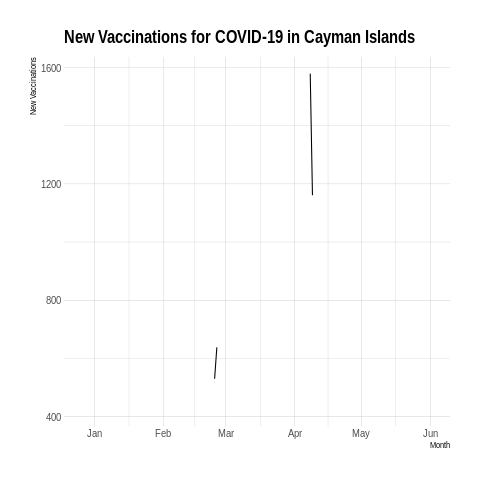 New Vaccinations for COVID-19 in Cayman Islands
New Vaccinations
1600
1200
800
400
Jan Feb Mar Apr May Jun
Month